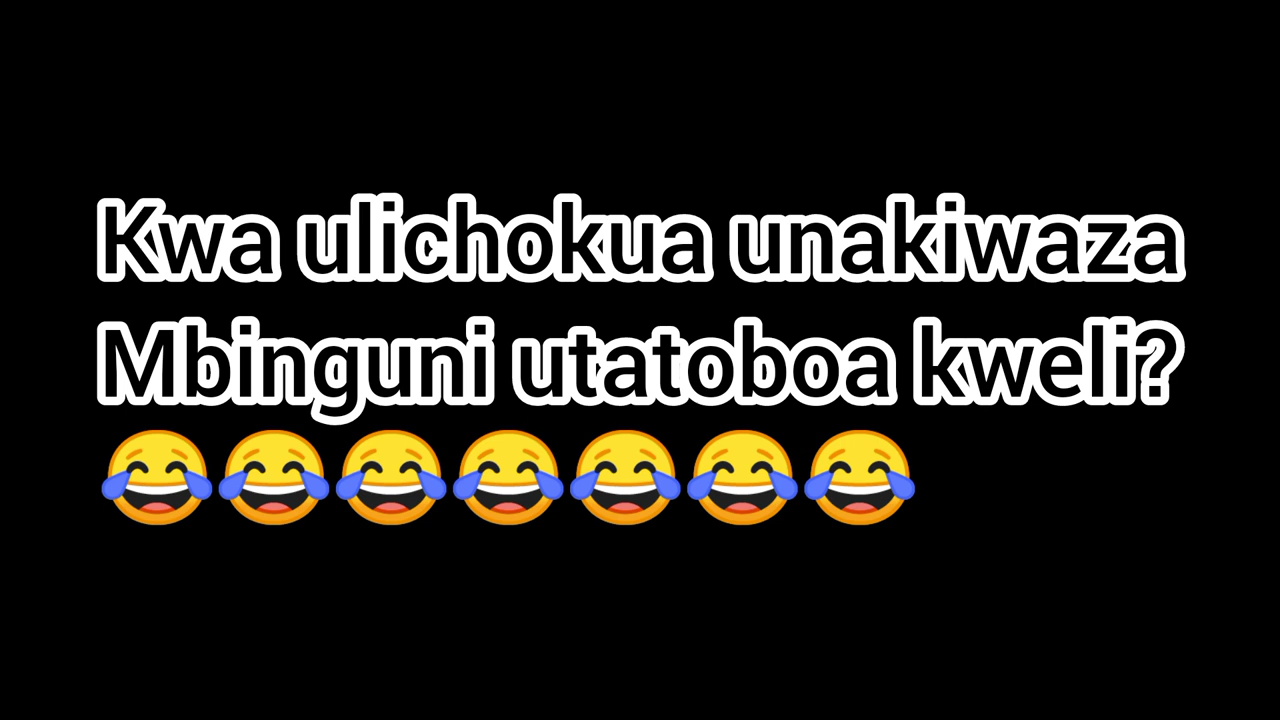 Kwa ulichokua unakiwaza
Mbinguni utatoboa kweli?
😂😂😂😂😂😂😂